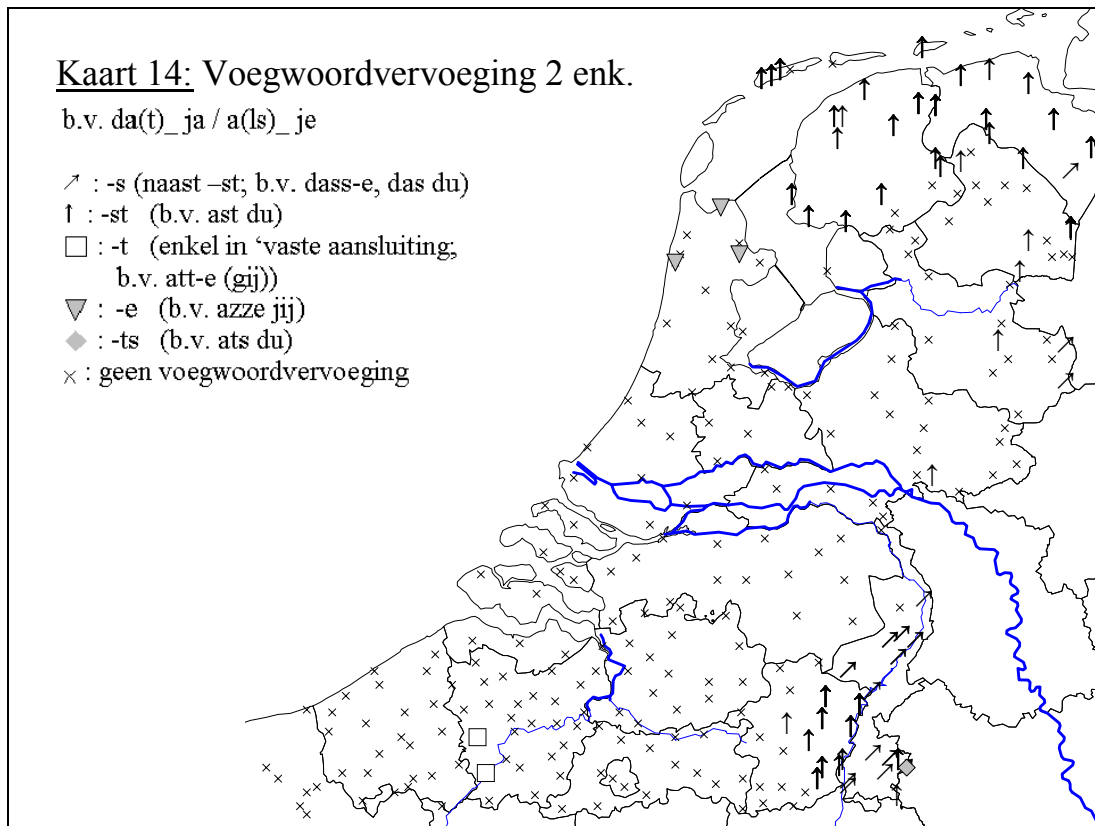 Kaart 14: Voegwoordvervoeging 2 enk.
b.v. da(t)_ ja / a(ls)_ je
↗ : -s (naast –st; b.v. dass-e, das du)
↑ : -st (b.v. ast du)
□ : -t (enkel in ‘vaste aansluiting;
b.v. att-e (gij))
▼ : -e (b.v. azze jij)
◆ : -ts (b.v. ats du)
× : geen voegwoordvervoeging